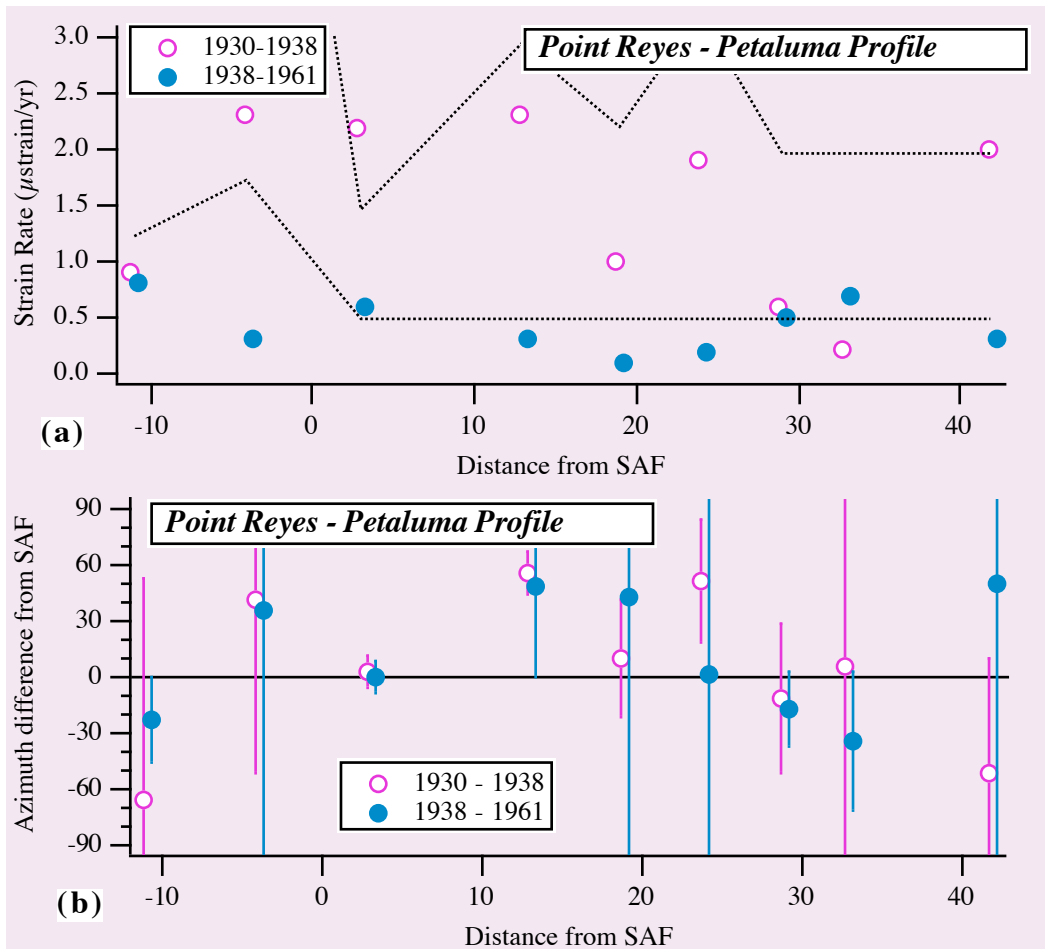 1930-1938
1938-1961
Point Reyes - Petaluma Profile
3.0
2.5
2.0
1.5
1.0
0.5
0.0
Strain Rate (µstrain/yr)
-10
0
10
20
30
40
(a)
Distance from SAF
Point Reyes - Petaluma Profile
90
60
30
0
-30
-60
-90
Azimuth difference from SAF
1930 - 1938
1938 - 1961
-10
0
10
20
30
40
(b)
Distance from SAF